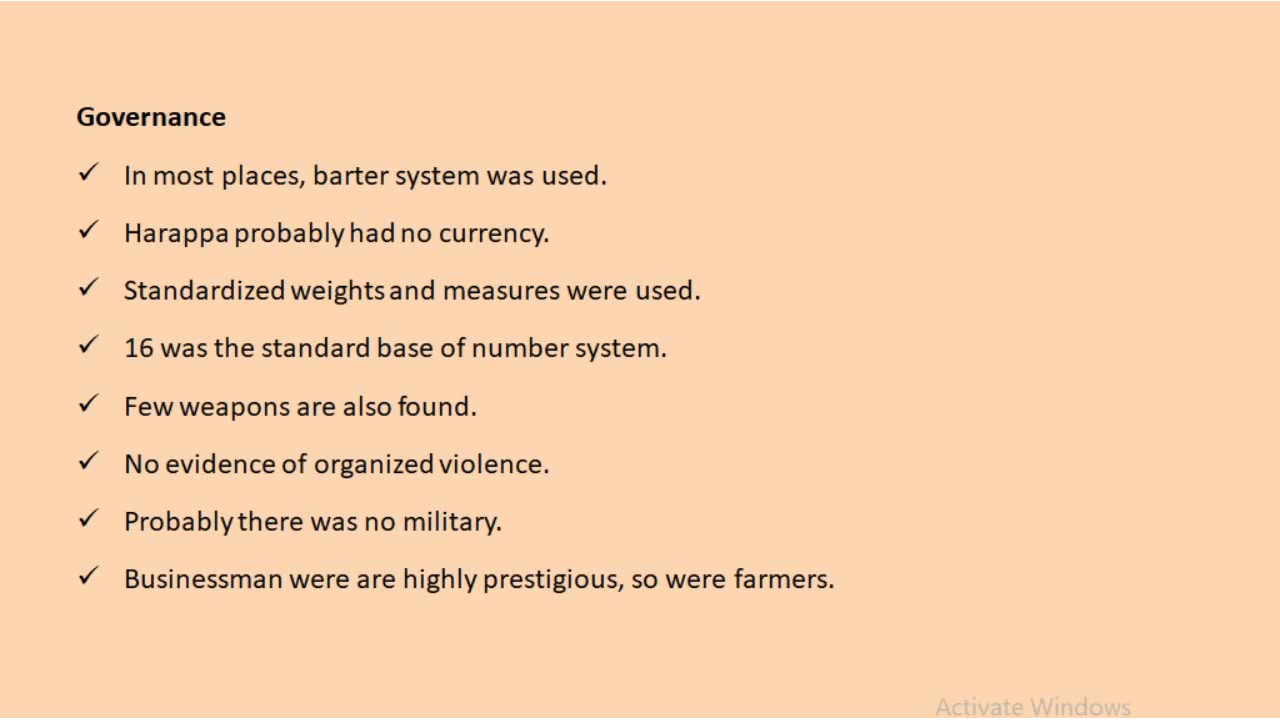 Governance
✓ In most places, barter system was used.
✓ Harappa probably had no currency.
✓ Standardized weights and measures were used.
✓ 16 was the standard base of number system.
✓ Few weapons are also found.
✓ No evidence of organized violence.
✓ Probably there was no military.
✓ Businessman were are highly prestigious, so were farmers.
Activate Windows